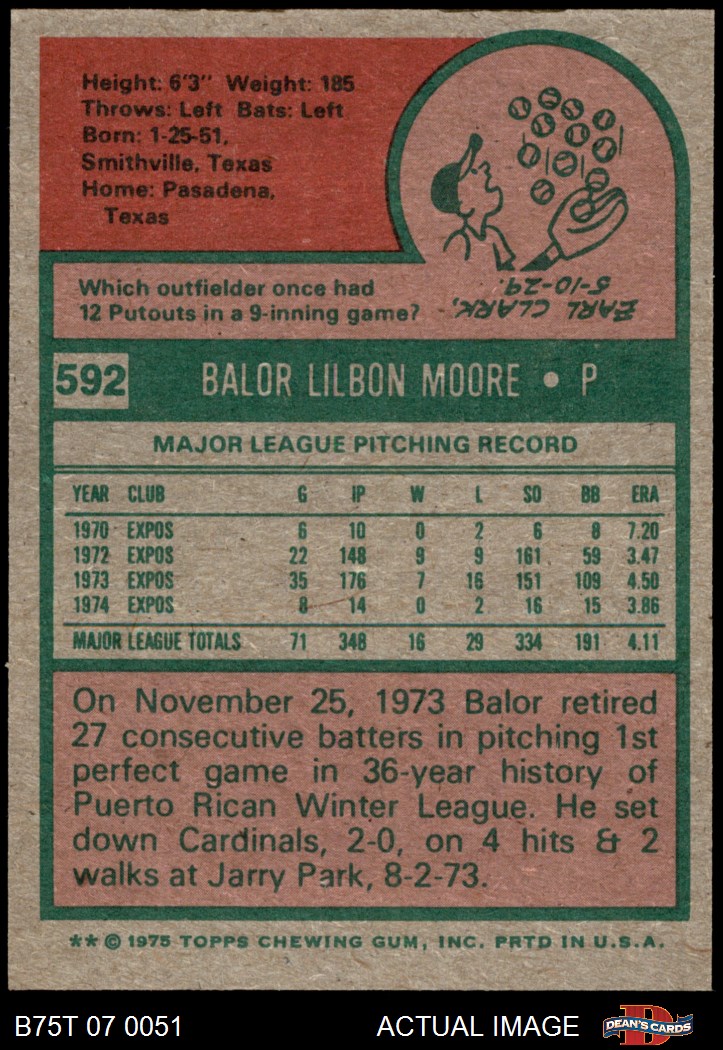 Height: 6'3" Weight: 185
Throws: Left Bats: Left
Born: 1-25-51,
Smithville, Texas
Home: Pasadena,
Texas
Which outfielder once had
12 Putouts in a 9-inning game?
EARL CLARK,
5-10-29.
592 BALOR LILBON MOORE • P
MAJOR LEAGUE PITCHING RECORD
YEAR CLUB G IP W L SO BB ERA
1970 EXPOS 6 10 0 2 6 8 7.20
1972 EXPOS 22 148 9 9 161 59 3.47
1973 EXPOS 35 176 7 16 151 109 4.50
1974 EXPOS 8 14 0 2 16 15 3.86
MAJOR LEAGUE TOTALS 71 348 16 29 334 191 4.11
On November 25, 1973 Balor retired
27 consecutive batters in pitching 1st
perfect game in 36-year history of
Puerto Rican Winter League. He set
down Cardinals, 2-0, on 4 hits & 2
walks at Jarry Park, 8-2-73.
** © 1975 TOPPS CHEWING GUM, INC. PRTD IN U.S.A.
B75T 07 0051 ACTUAL IMAGE D DEAN'S CARDS